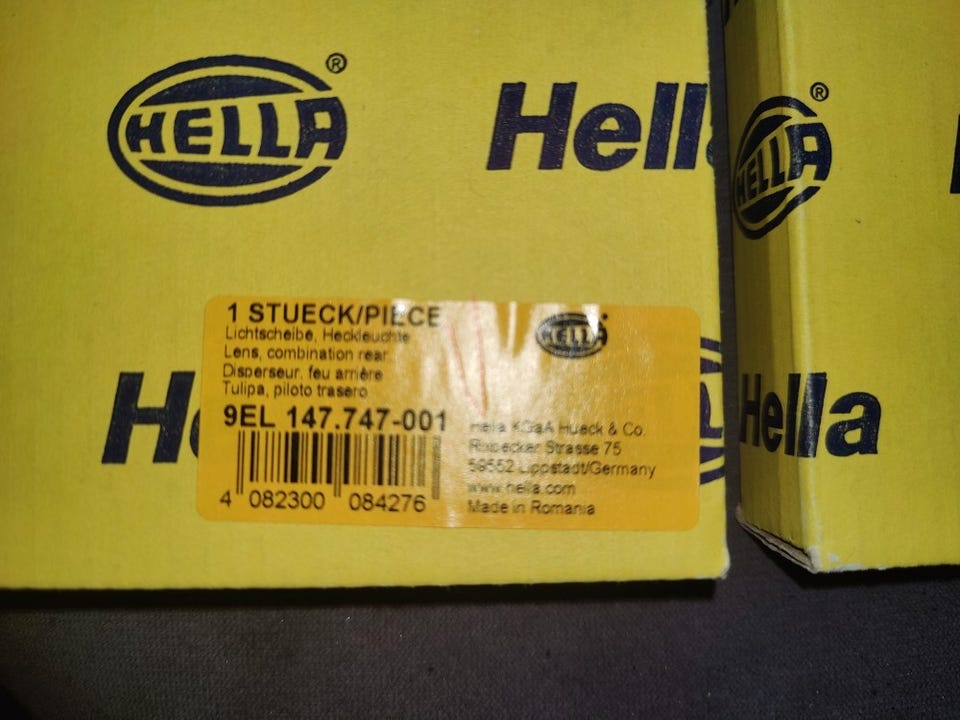 HELLA®
Hella
HELLA®
1 STUECK/PIECE
Lichtscheibe, Heckleuchte
Lens, combination rear
Disperseur. feu arrière
Tulipa, piloto trasero
9EL 147.747-001
4 082300 084276
HELLA
Hella KGaA Hueck & Co.
Rixbecker Strasse 75
59552 Lippstadt/Germany
www.hella.com
Made in Romania
He
Hella